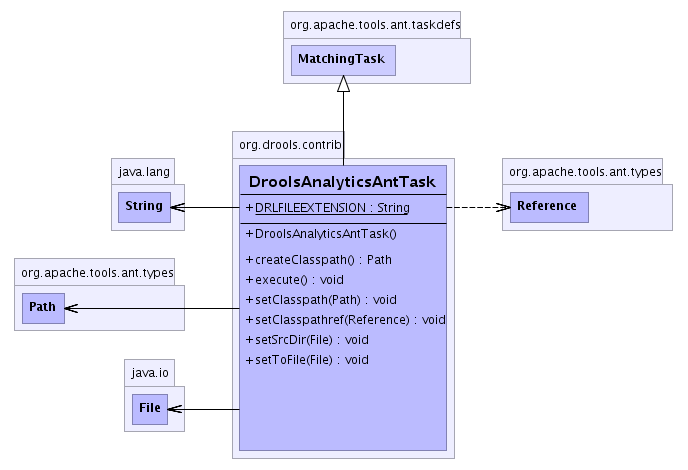 org.apache.tools.ant.taskdefs
MatchingTask
org.drools.contrib
DroolsAnalyticsAntTask
+ DRLFILEEXTENSION : String
+ DroolsAnalyticsAntTask()
+ createClasspath() : Path
+ execute() : void
+ setClasspath(Path) : void
+ setClasspathref(Reference) : void
+ setSrcDir(File) : void
+ setToFile(File) : void
java.lang
String
org.apache.tools.ant.types
Reference
org.apache.tools.ant.types
Path
java.io
File